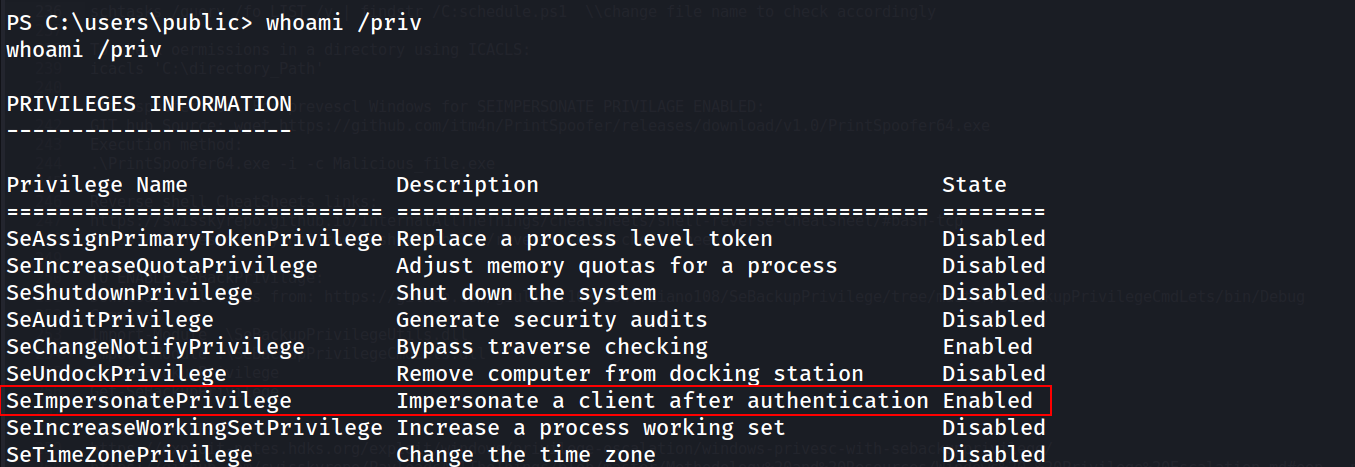 PS C:\users\public> whoami /priv
whoami /priv
PRIVILEGES INFORMATION
----------------------
Privilege Name Description State
============================= ========================================= ========
SeAssignPrimaryTokenPrivilege Replace a process level token Disabled
SeIncreaseQuotaPrivilege Adjust memory quotas for a process Disabled
SeShutdownPrivilege Shut down the system Disabled
SeAuditPrivilege Generate security audits Disabled
SeChangeNotifyPrivilege Bypass traverse checking Enabled
SeUndockPrivilege Remove computer from docking station Disabled
SeImpersonatePrivilege Impersonate a client after authentication Enabled
SeIncreaseWorkingSetPrivilege Increase a process working set Disabled
SeTimeZonePrivilege Change the time zone Disabled